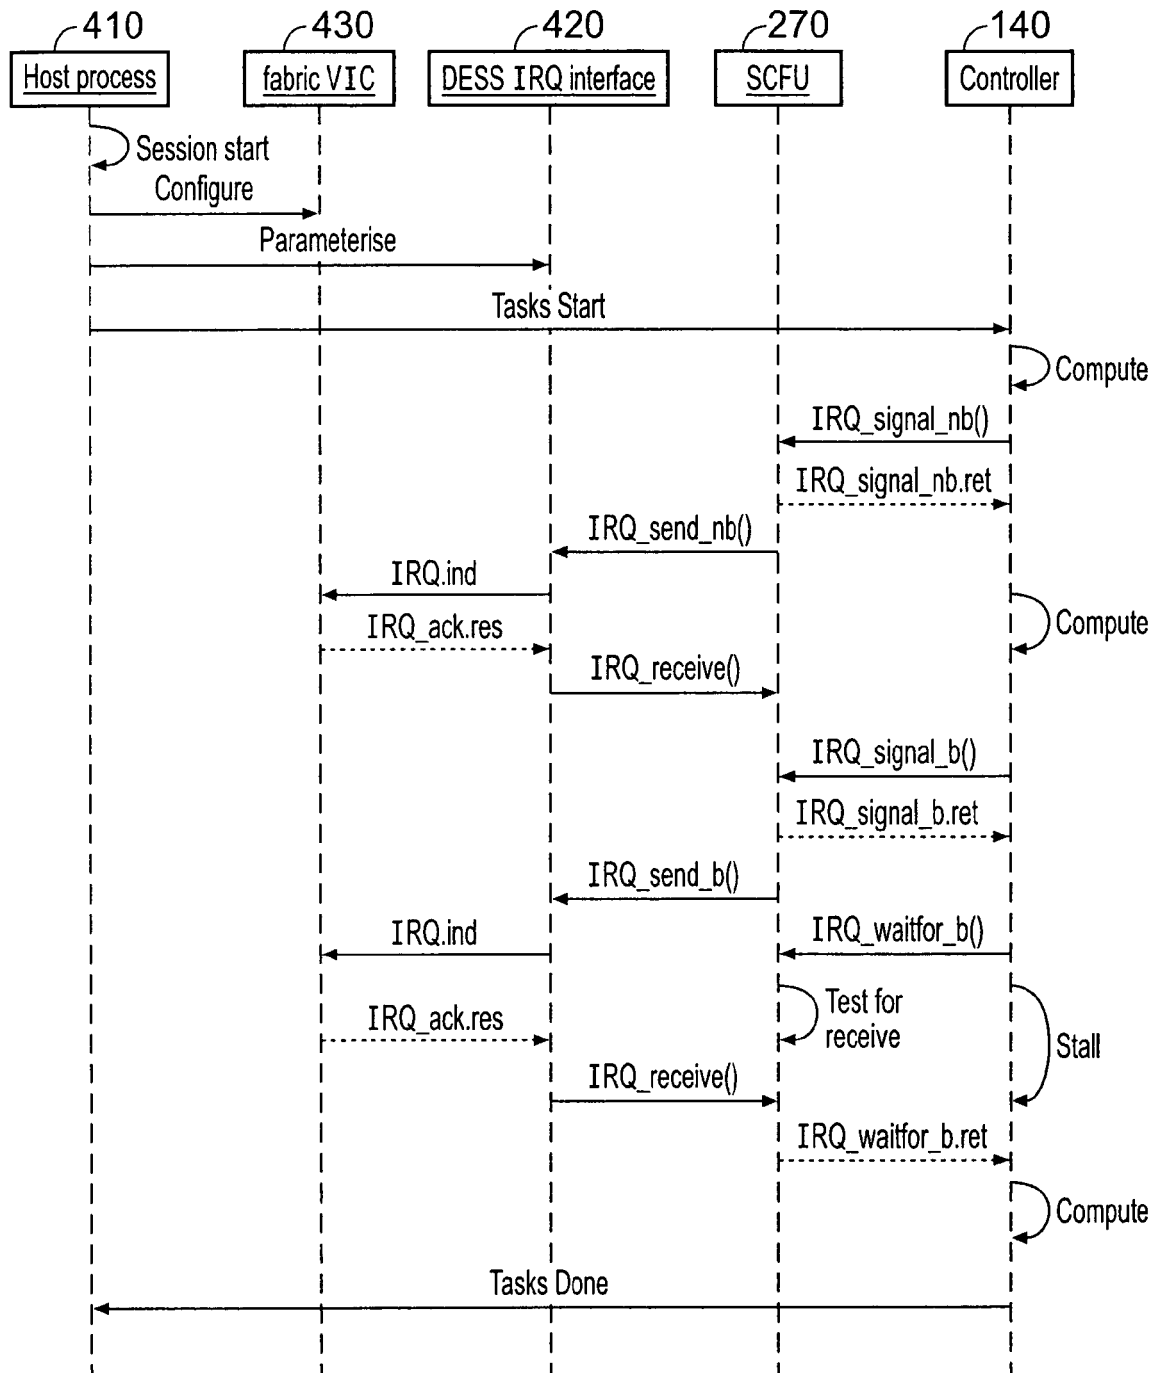 410 430 420 270 140
Host process fabric VIC DESS IRQ interface SCFU Controller
Session start
Configure
Parameterise
Tasks Start
Compute
IRQ_signal_nb()
IRQ_signal_nb.ret
IRQ_send_nb()
IRQ.ind
Compute
IRQ_ack.res
IRQ_receive()
IRQ_signal_b()
IRQ_signal_b.ret
IRQ_send_b()
IRQ.ind IRQ_waitfor_b()
Test for
receive
IRQ_ack.res
Stall
IRQ_receive()
IRQ_waitfor_b.ret
Compute
Tasks Done